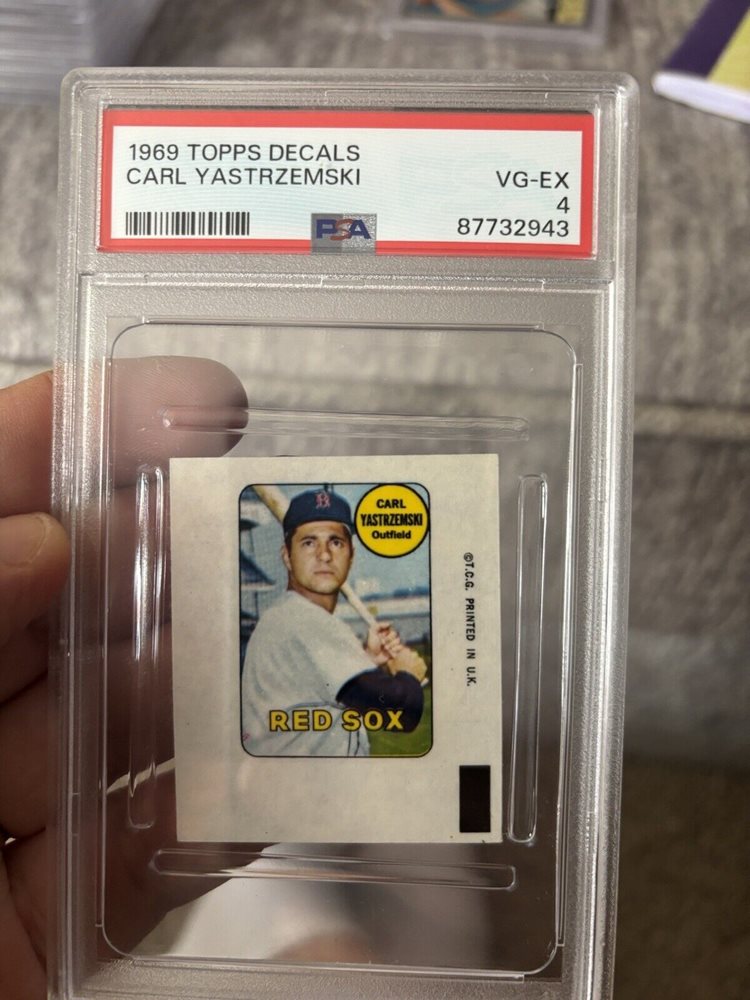 1969 TOPPS DECALS
CARL YASTRZEMSKI
VG-EX
4
PSA
87732943
B
CARL
YASTRZEMSKI
Outfield
©T.C.G. PRINTED IN U.K.
RED SOX